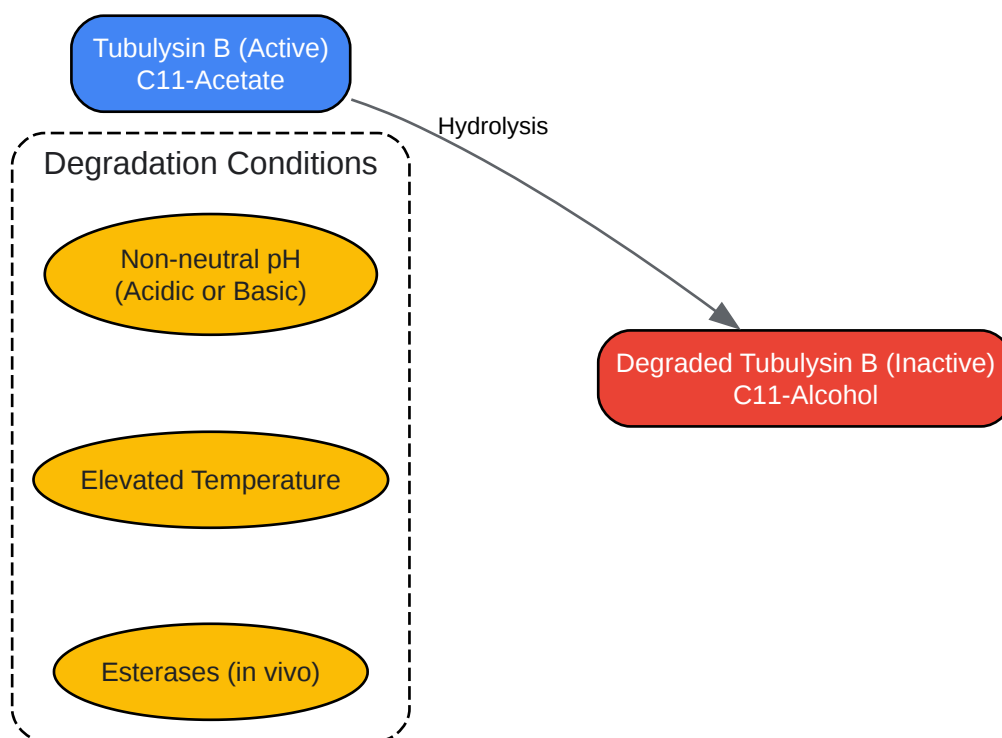 Tubulysin B (Active)
C11-Acetate
Hydrolysis
Degradation Conditions
Non-neutral pH
(Acidic or Basic)
Degraded Tubulysin B (Inactive)
C11-Alcohol
Elevated Temperature
Esterases (in vivo)